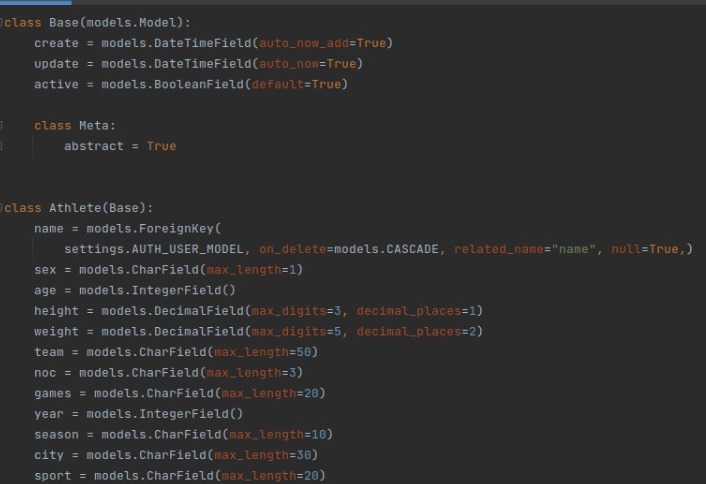 class Base(models.Model):
    create = models.DateTimeField(auto_now_add=True)
    update = models.DateTimeField(auto_now=True)
    active = models.BooleanField(default=True)
    class Meta:
        abstract = True
class Athlete(Base):
    name = models.ForeignKey(
        settings.AUTH_USER_MODEL, on_delete=models.CASCADE, related_name="name", null=True,)
    sex = models.CharField(max_length=1)
    age = models.IntegerField()
    height = models.DecimalField(max_digits=3, decimal_places=1)
    weight = models.DecimalField(max_digits=5, decimal_places=2)
    team = models.CharField(max_length=50)
    noc = models.CharField(max_length=3)
    games = models.CharField(max_length=20)
    year = models.IntegerField()
    season = models.CharField(max_length=10)
    city = models.CharField(max_length=30)
    sport = models.CharField(max_length=20)